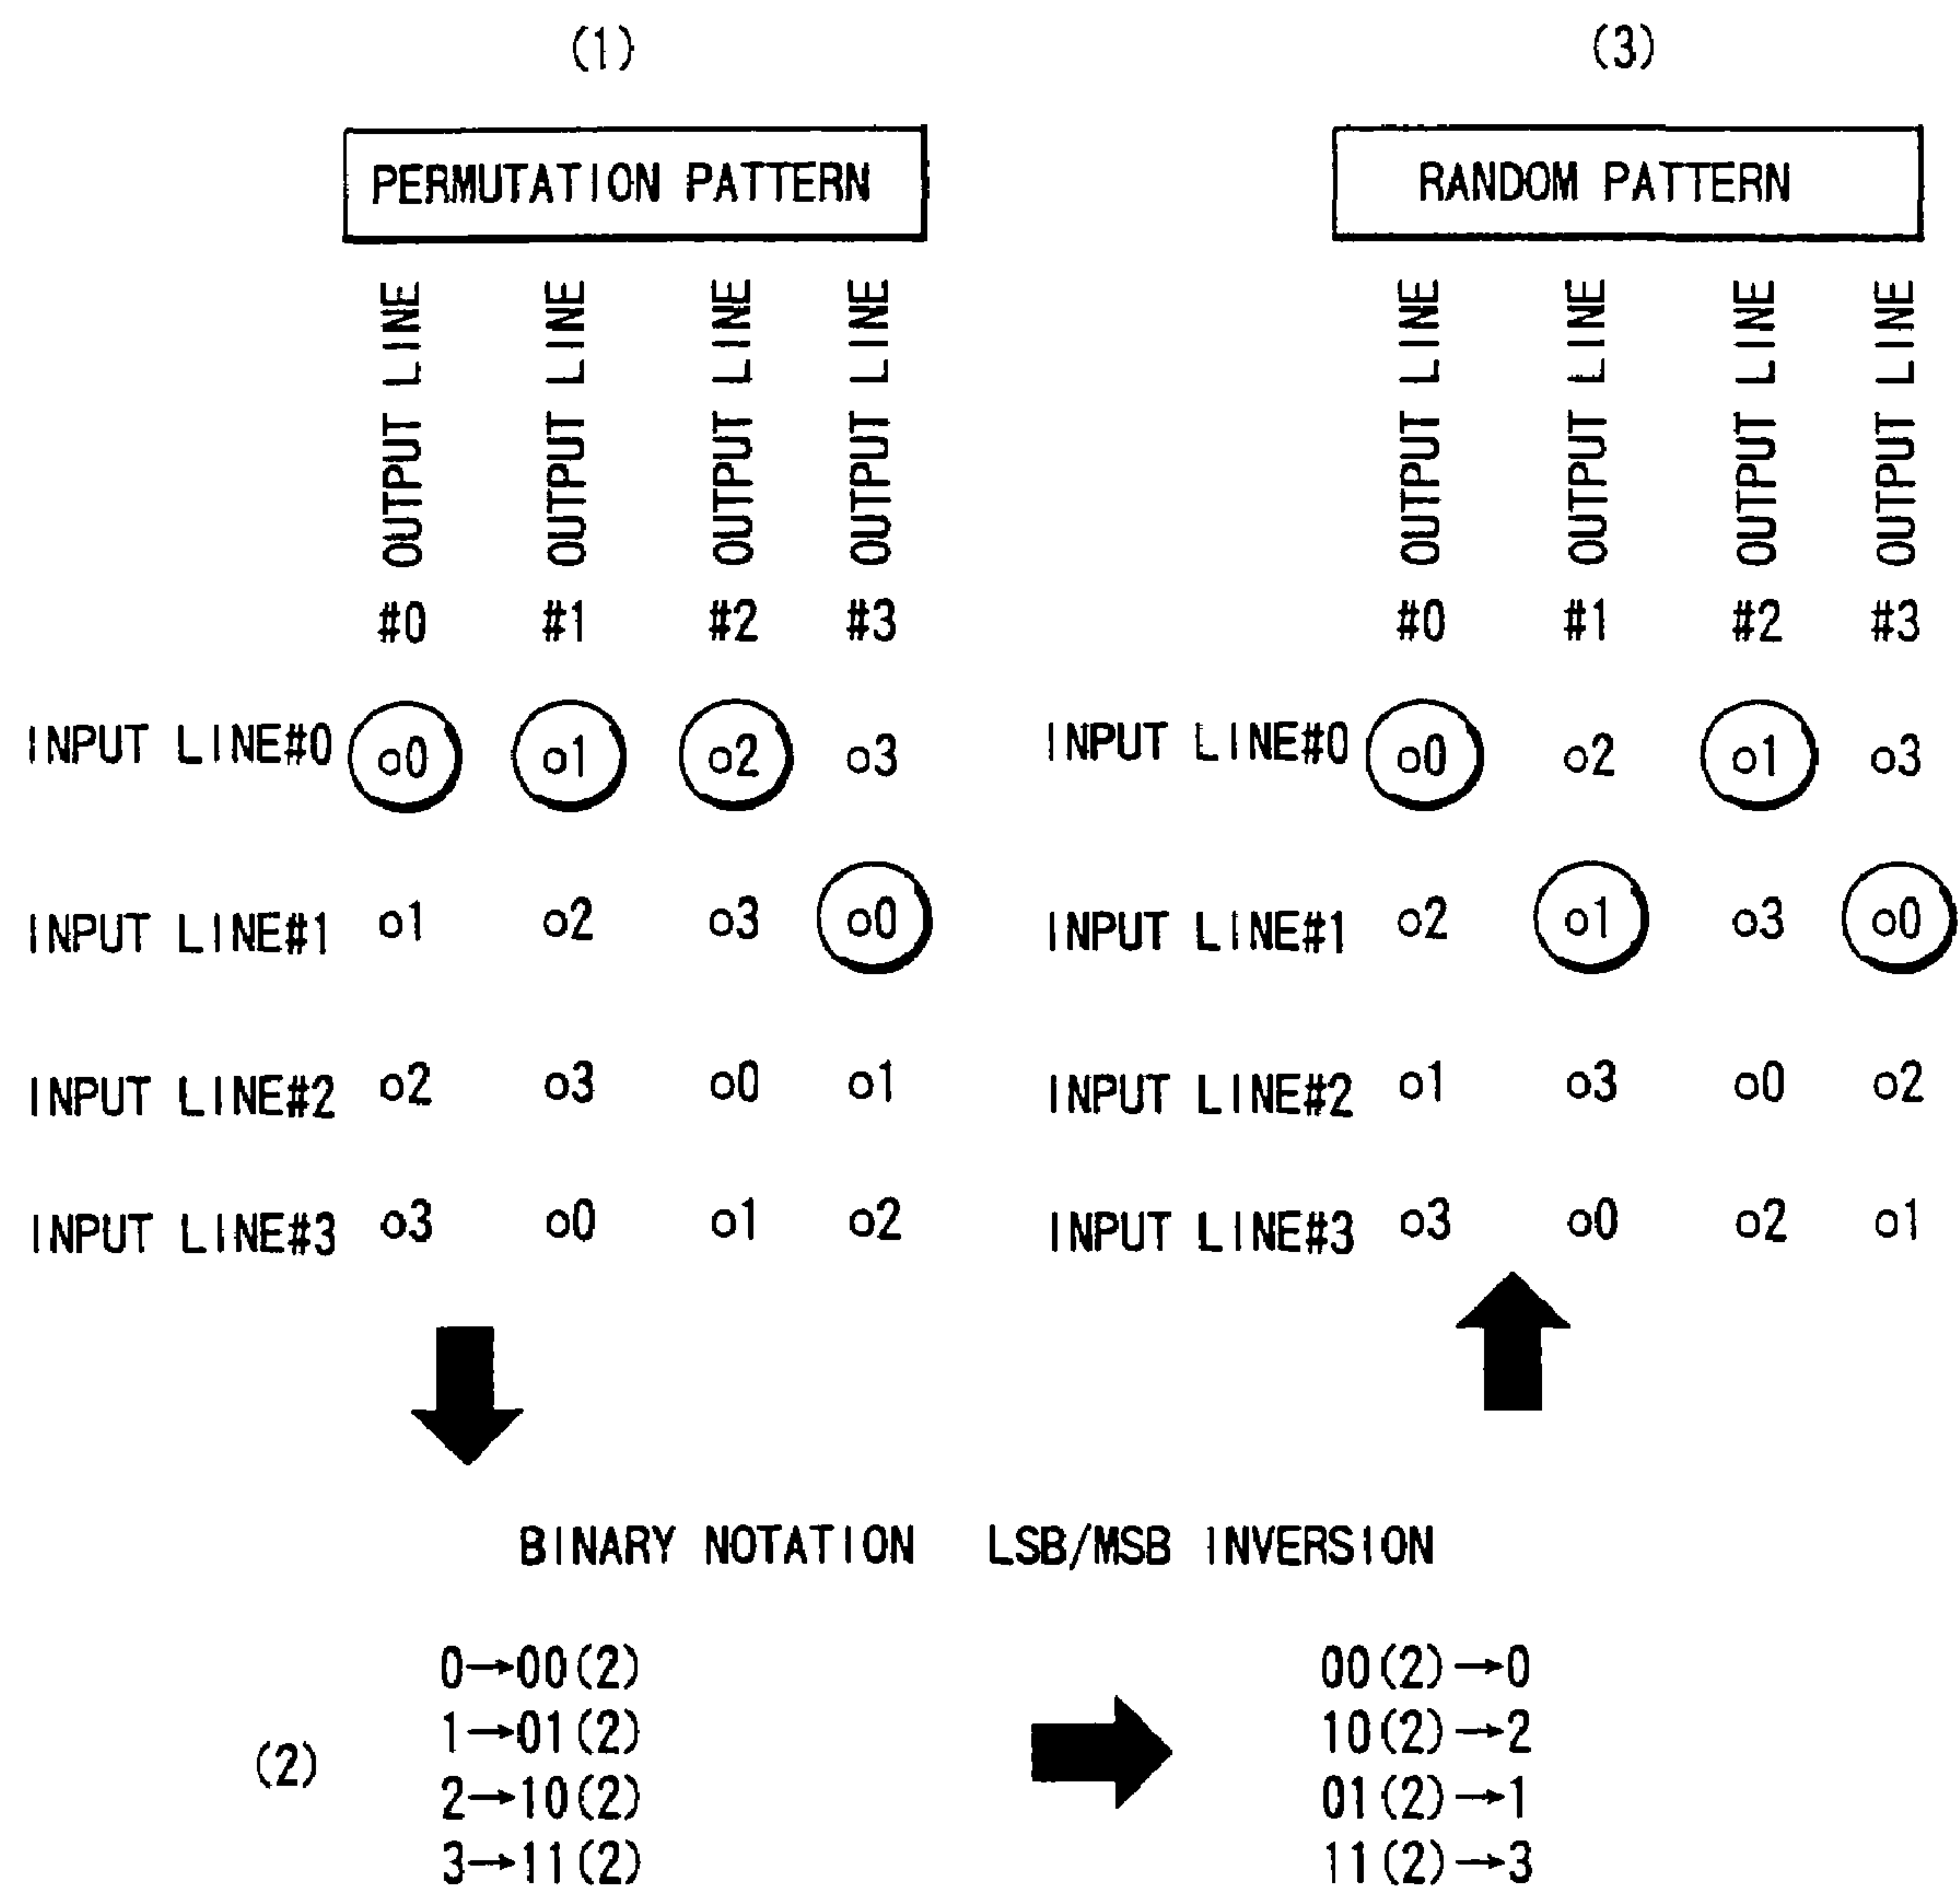 (1) (3)
PERMUTATION PATTERN RANDOM PATTERN
OUTPUT LINE OUTPUT LINE OUTPUT LINE OUTPUT LINE OUTPUT LINE OUTPUT LINE OUTPUT LINE OUTPUT LINE
#0 #1 #2 #3 #0 #1 #2 #3
INPUT LINE#0 o0 o1 o2 o3 INPUT LINE#0 o0 o2 o1 o3
INPUT LINE#1 o1 o2 o3 o0 INPUT LINE#1 o2 o1 o3 o0
INPUT LINE#2 o2 o3 o0 o1 INPUT LINE#2 o1 o3 o0 o2
INPUT LINE#3 o3 o0 o1 o2 INPUT LINE#3 o3 o0 o2 o1
BINARY NOTATION LSB/MSB INVERSION
0→00(2) 00(2)→0
1→01(2) 10(2)→2
(2)
2→10(2) 01(2)→1
3→11(2) 11(2)→3